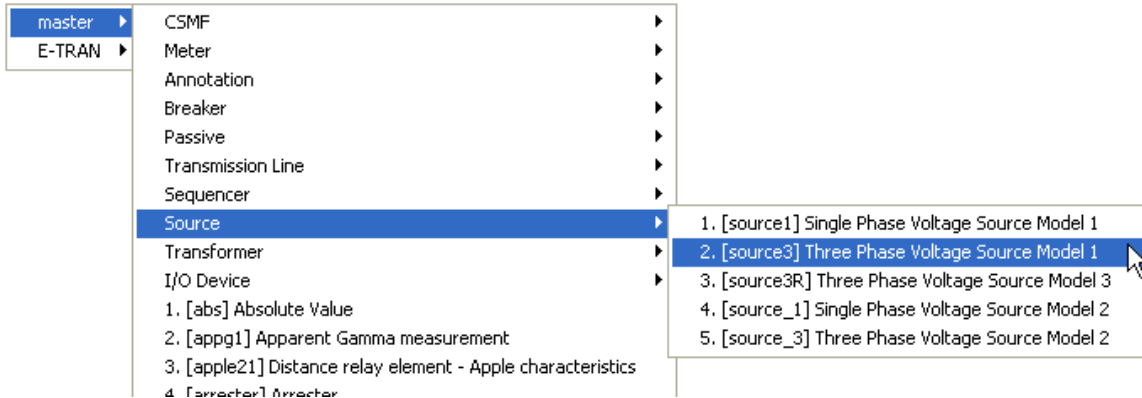 master
E-TRAN
CSMF
Meter
Annotation
Breaker
Passive
Transmission Line
Sequencer
Source
Transformer
I/O Device
1. [abs] Absolute Value
2. [appg1] Apparent Gamma measurement
3. [apple21] Distance relay element - Apple characteristics
4. [arrester] Arrester
1. [source1] Single Phase Voltage Source Model 1
2. [source3] Three Phase Voltage Source Model 1
3. [source3R] Three Phase Voltage Source Model 3
4. [source_1] Single Phase Voltage Source Model 2
5. [source_3] Three Phase Voltage Source Model 2